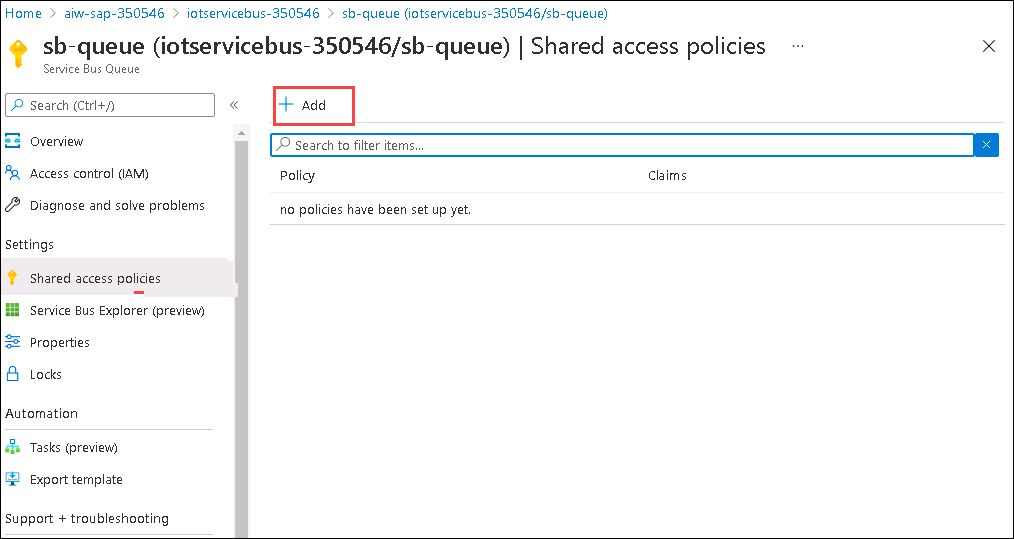 Home > aiw-sap-350546 > iotservicebus-350546 > sb-queue (iotservicebus-350546/sb-queue)
sb-queue (iotservicebus-350546/sb-queue) | Shared access policies ...
Service Bus Queue
Search (Ctrl+/)
«
Overview
Access control (IAM)
Diagnose and solve problems
Settings
Shared access policies
Service Bus Explorer (preview)
Properties
Locks
Automation
Tasks (preview)
Export template
Support + troubleshooting
+ Add
Search to filter items...
Policy Claims
no policies have been set up yet.